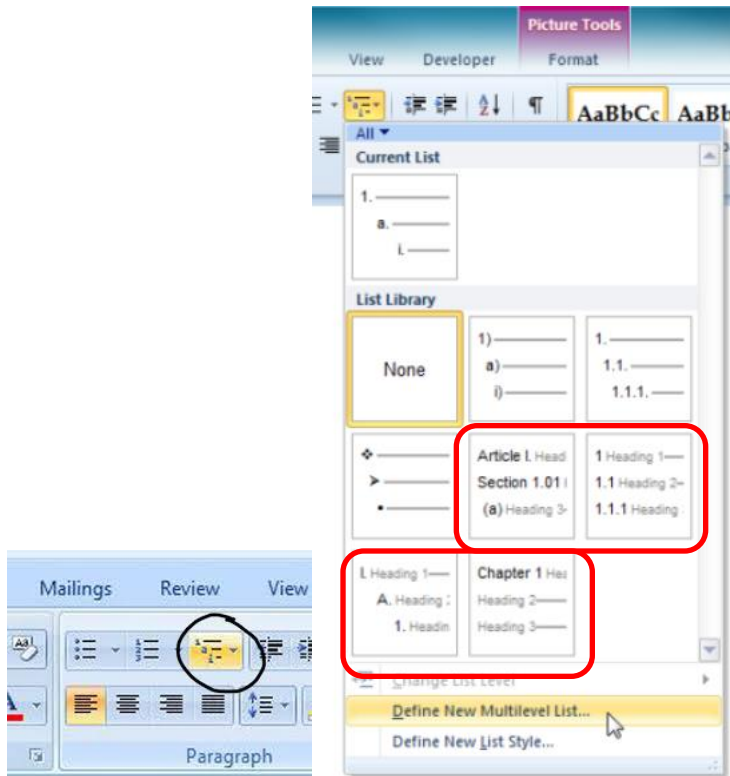 Picture Tools
View Developer Format
AaBbCc AaBb
All
Current List
1.
a.
i.
List Library
None
1)
a)
i)
1.
1.1.
1.1.1.
Article I. Head
Section 1.01
(a) Heading 3-
1 Heading 1
1.1 Heading 2
1.1.1 Heading
I. Heading 1
A. Heading
1. Headin
Chapter 1 Hea
Heading 2
Heading 3
Change List Level
Define New Multilevel List...
Define New List Style...
Mailings Review View
Aa
A
Paragraph